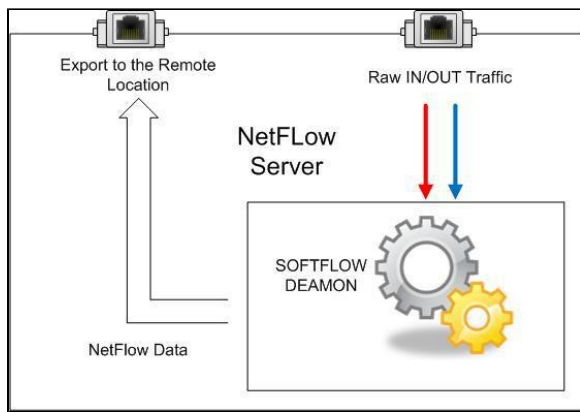 Export to the Remote
Location
Raw IN/OUT Traffic
NetFLow
Server
SOFTFLOW
DEAMON
NetFlow Data